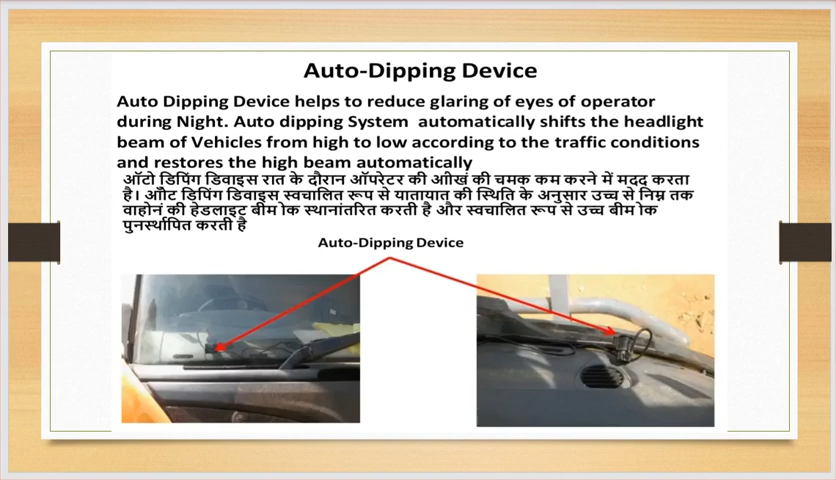 Auto-Dipping Device
Auto Dipping Device helps to reduce glaring of eyes of operator
during Night. Auto dipping System automatically shifts the headlight
beam of Vehicles from high to low according to the traffic conditions
and restores the high beam automatically
ऑटो डिपिंग डिवाइस रात के दौरान ऑपरेटर की आीखं की चमक कम करने में मदद करता
है। आौट डिपिंग डिवाइस स्वचालित रूप से यातायात की स्थिति के अनुसार उच्च से निम्न तक
वाहोनं की हेडलाइट बीम ोक स्थानांतरित करती है और स्वचालित रूप से उच्च बीम ोक
पुनर्स्थापित करती है
Auto-Dipping Device